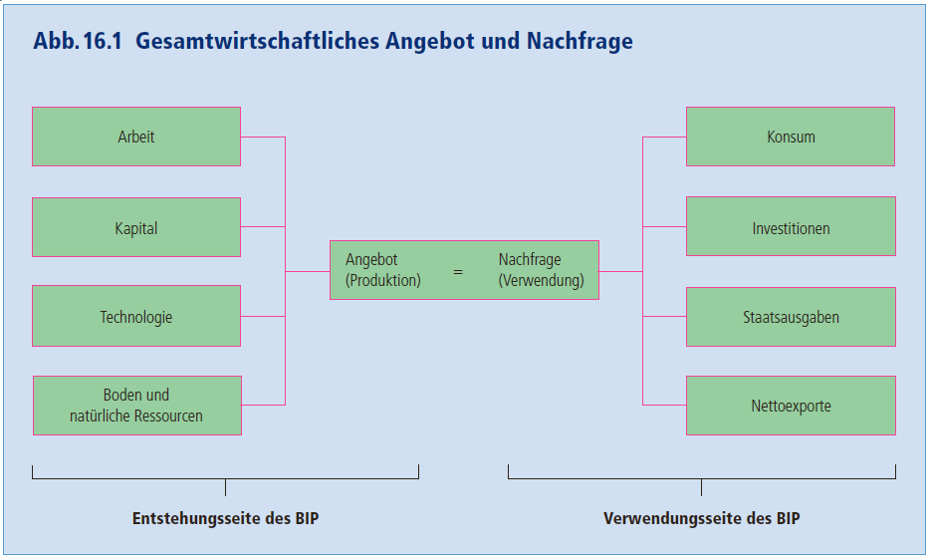 Abb. 16.1 Gesamtwirtschaftliches Angebot und Nachfrage
Arbeit
Kapital
Technologie
Boden und
natürliche Ressourcen
Angebot
(Produktion)
=
Nachfrage
(Verwendung)
Konsum
Investitionen
Staatsausgaben
Nettoexporte
Entstehungsseite des BIP
Verwendungsseite des BIP